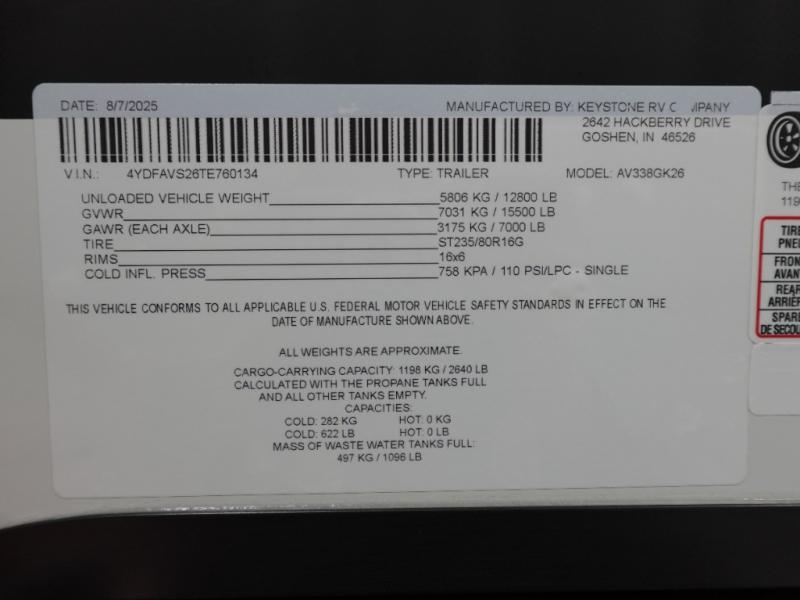 DATE: 8/7/2025
MANUFACTURED BY: KEYSTONE RV
2642 HACKBERRY DRIVE
GOSHEN, IN 46526
V.I.N.: 4YDFAVS26TE760134 TYPE: TRAILER MODEL: AV338GK26
UNLOADED VEHICLE WEIGHT 5806 KG / 12800 LB
GVWR 7031 KG / 15500 LB
GAWR (EACH AXLE) 3175 KG / 7000 LB
TIRE ST235/80R16G
RIMS 16x6
COLD INFL. PRESS 758 KPA / 110 PSI/LPC - SINGLE
THIS VEHICLE CONFORMS TO ALL APPLICABLE U.S. FEDERAL MOTOR VEHICLE SAFETY STANDARDS IN EFFECT ON THE
DATE OF MANUFACTURE SHOWN ABOVE.
ALL WEIGHTS ARE APPROXIMATE.
CARGO-CARRYING CAPACITY: 1198 KG / 2640 LB
CALCULATED WITH THE PROPANE TANKS FULL
AND ALL OTHER TANKS EMPTY.
CAPACITIES:
COLD: 282 KG HOT: 0 KG
COLD: 622 LB HOT: 0 LB
MASS OF WASTE WATER TANKS FULL:
497 KG / 1096 LB
TIRE
FRON
AVAN
REAR
ARRIÈR
SPARE
DE SECOU